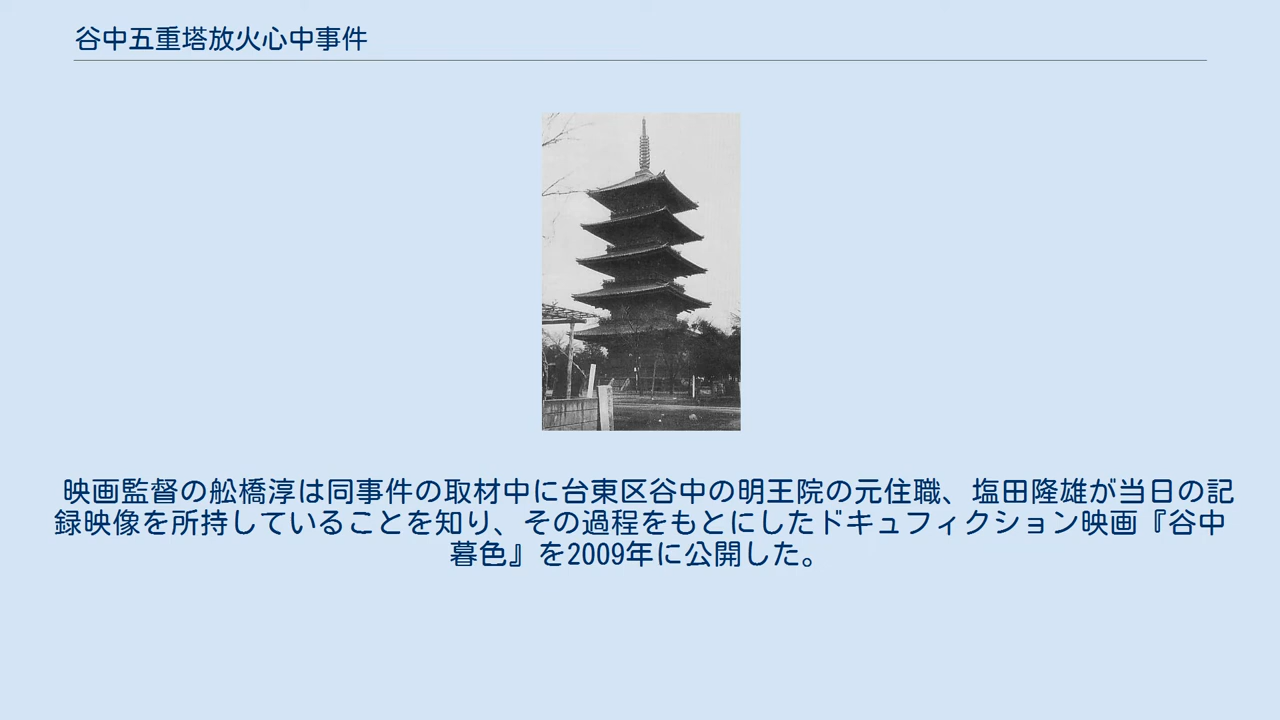 谷中五重塔放火心中事件
映画監督の舩橋淳は同事件の取材中に台東区谷中の明王院の元住職、塩田隆雄が当日の記
録映像を所持していることを知り、その過程をもとにしたドキュフィクション映画『谷中
暮色』を2009年に公開した。